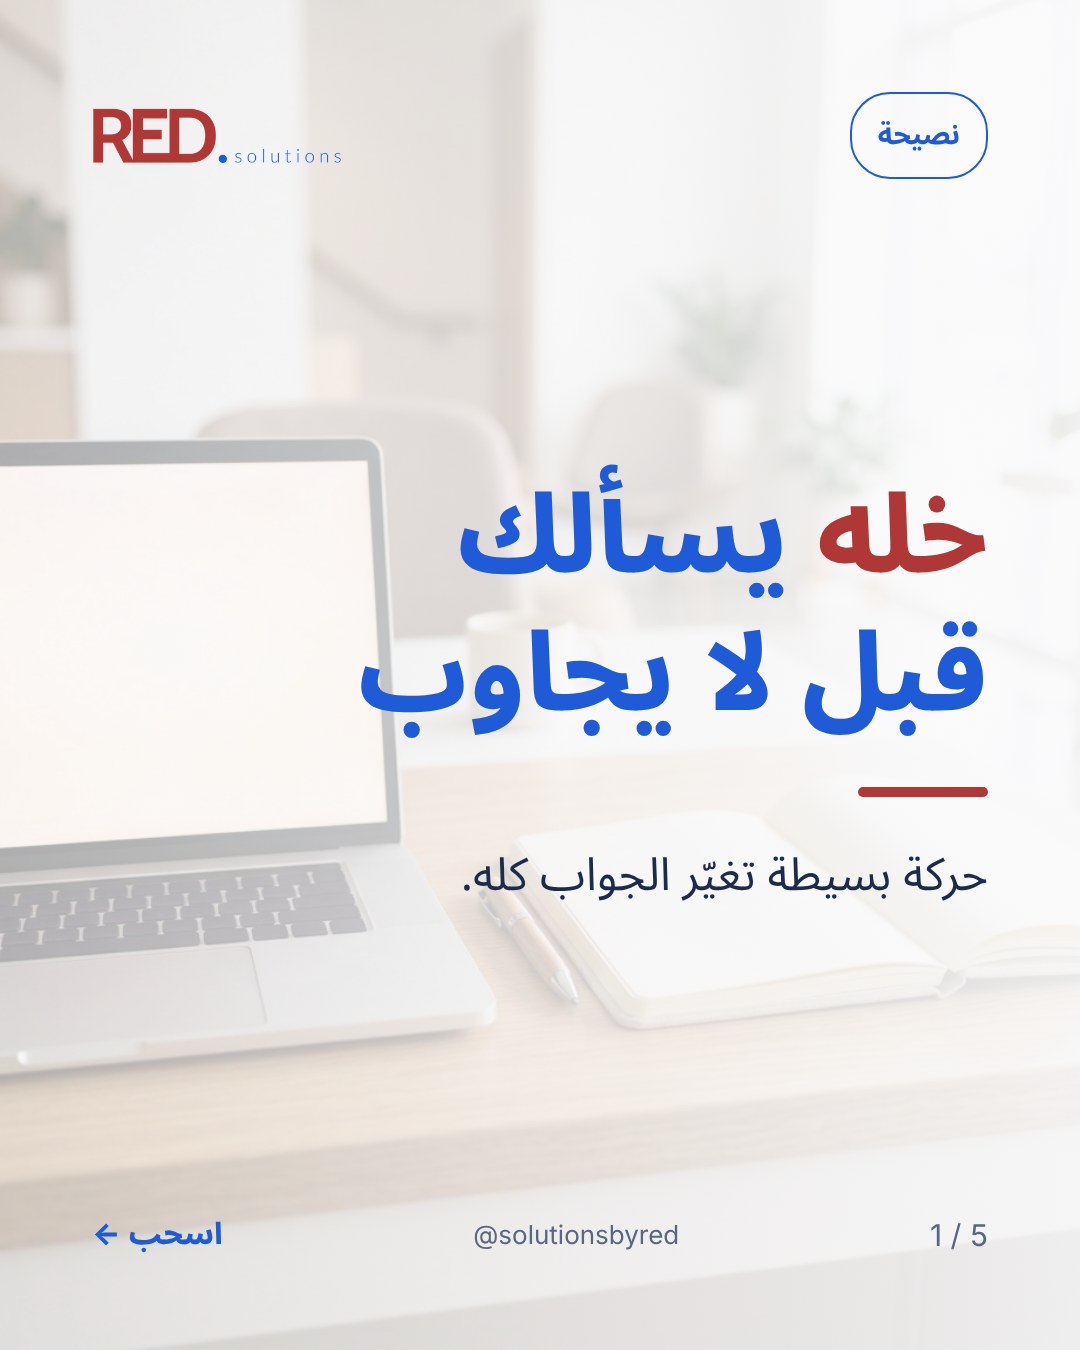 RED.solutions
نصيحة
خله يسألك
قبل لا يجاوب
حركة بسيطة تغيّر الجواب كله.
اسحب ←
@solutionsbyred
1 / 5